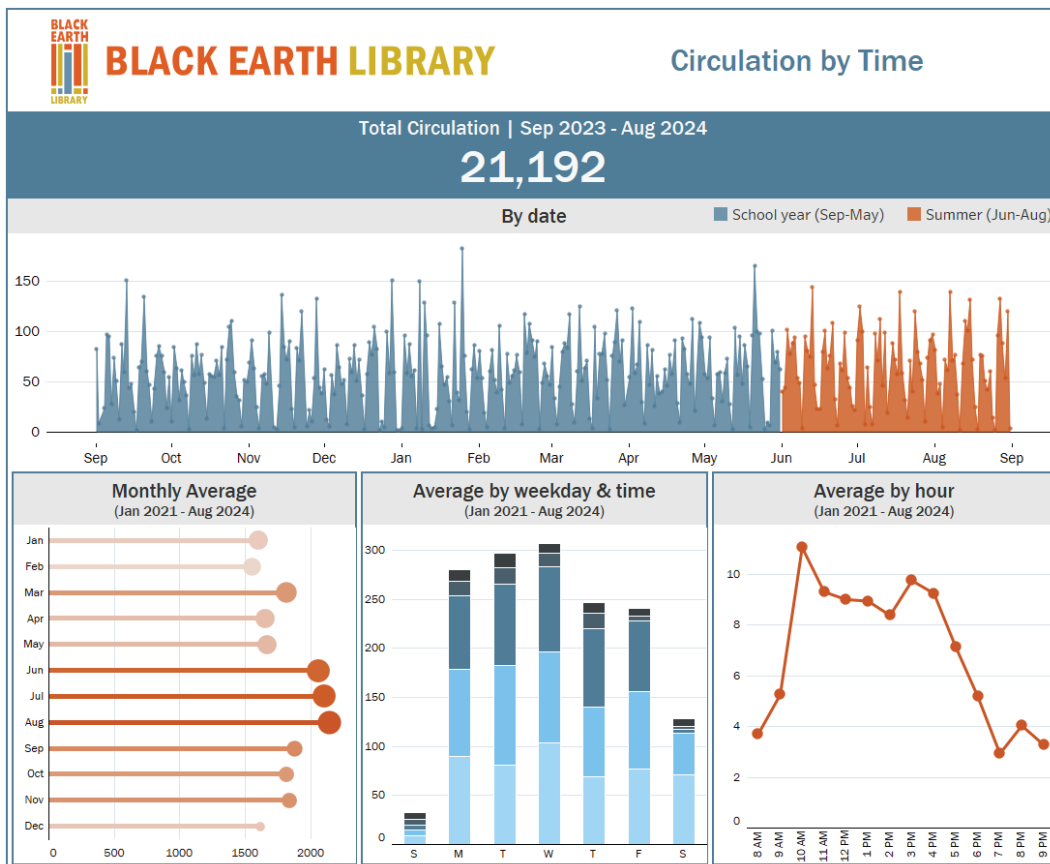 BLACK
EARTH
LIBRARY
BLACK EARTH LIBRARY
Circulation by Time
Total Circulation | Sep 2023 - Aug 2024
21,192
By date
School year (Sep-May)
Summer (Jun-Aug)
150
100
50
0
Sep Oct Nov Dec Jan Feb Mar Apr May Jun Jul Aug Sep
Monthly Average
(Jan 2021 - Aug 2024)
Jan
Feb
Mar
Apr
May
Jun
Jul
Aug
Sep
Oct
Nov
Dec
0 500 1000 1500 2000
Average by weekday & time
(Jan 2021 - Aug 2024)
300
250
200
150
100
50
0
S M T W T F S
Average by hour
(Jan 2021 - Aug 2024)
10
8
6
4
2
0
8 AM
9 AM
10 AM
11 AM
12 PM
1 PM
2 PM
3 PM
4 PM
5 PM
6 PM
7 PM
8 PM
9 PM